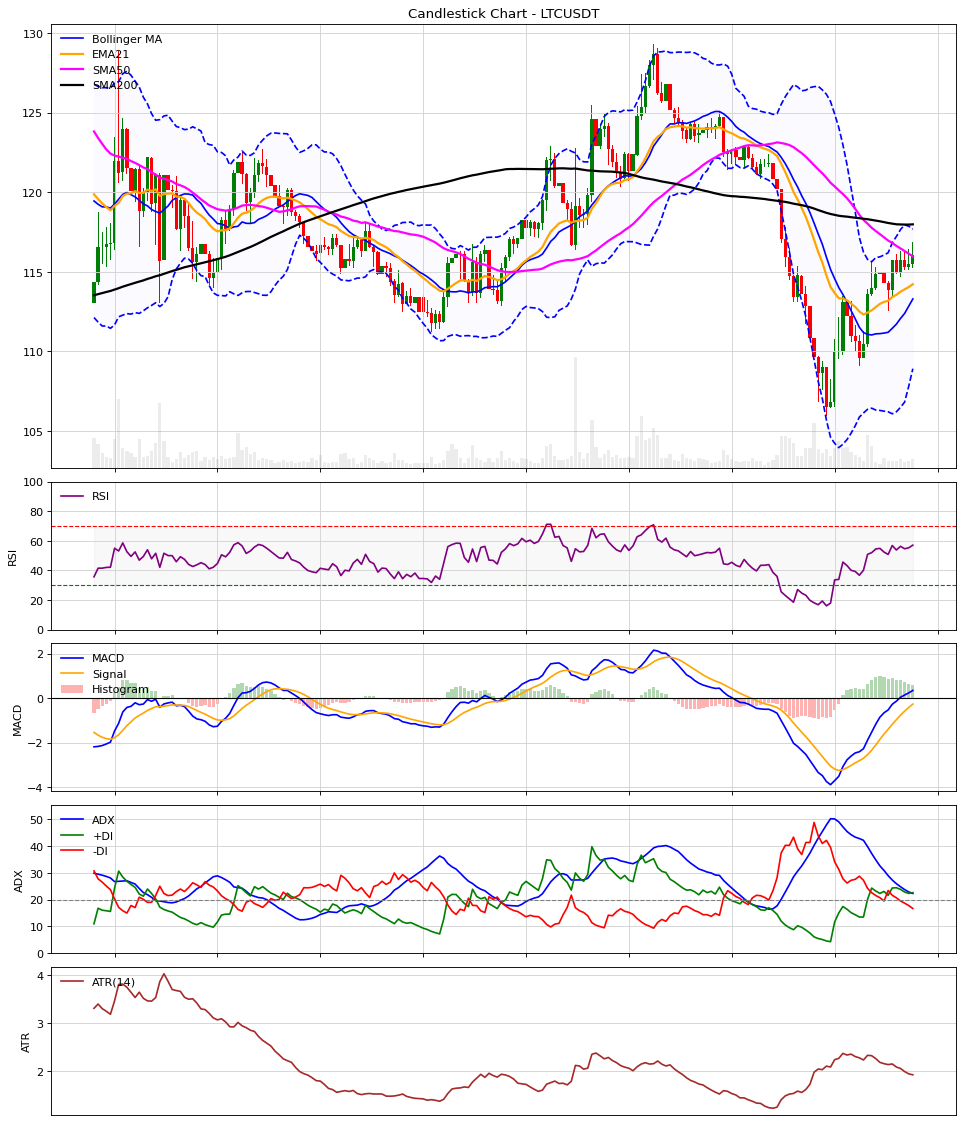 Candlestick Chart - LTCUSDT
Bollinger MA
EMA21
SMA50
SMA200
130
125
120
115
110
105
RSI
RSI
100
80
60
40
20
0
MACD
Signal
Histogram
MACD
2
0
−2
−4
ADX
+DI
-DI
ADX
50
40
30
20
10
0
ATR(14)
ATR
4
3
2